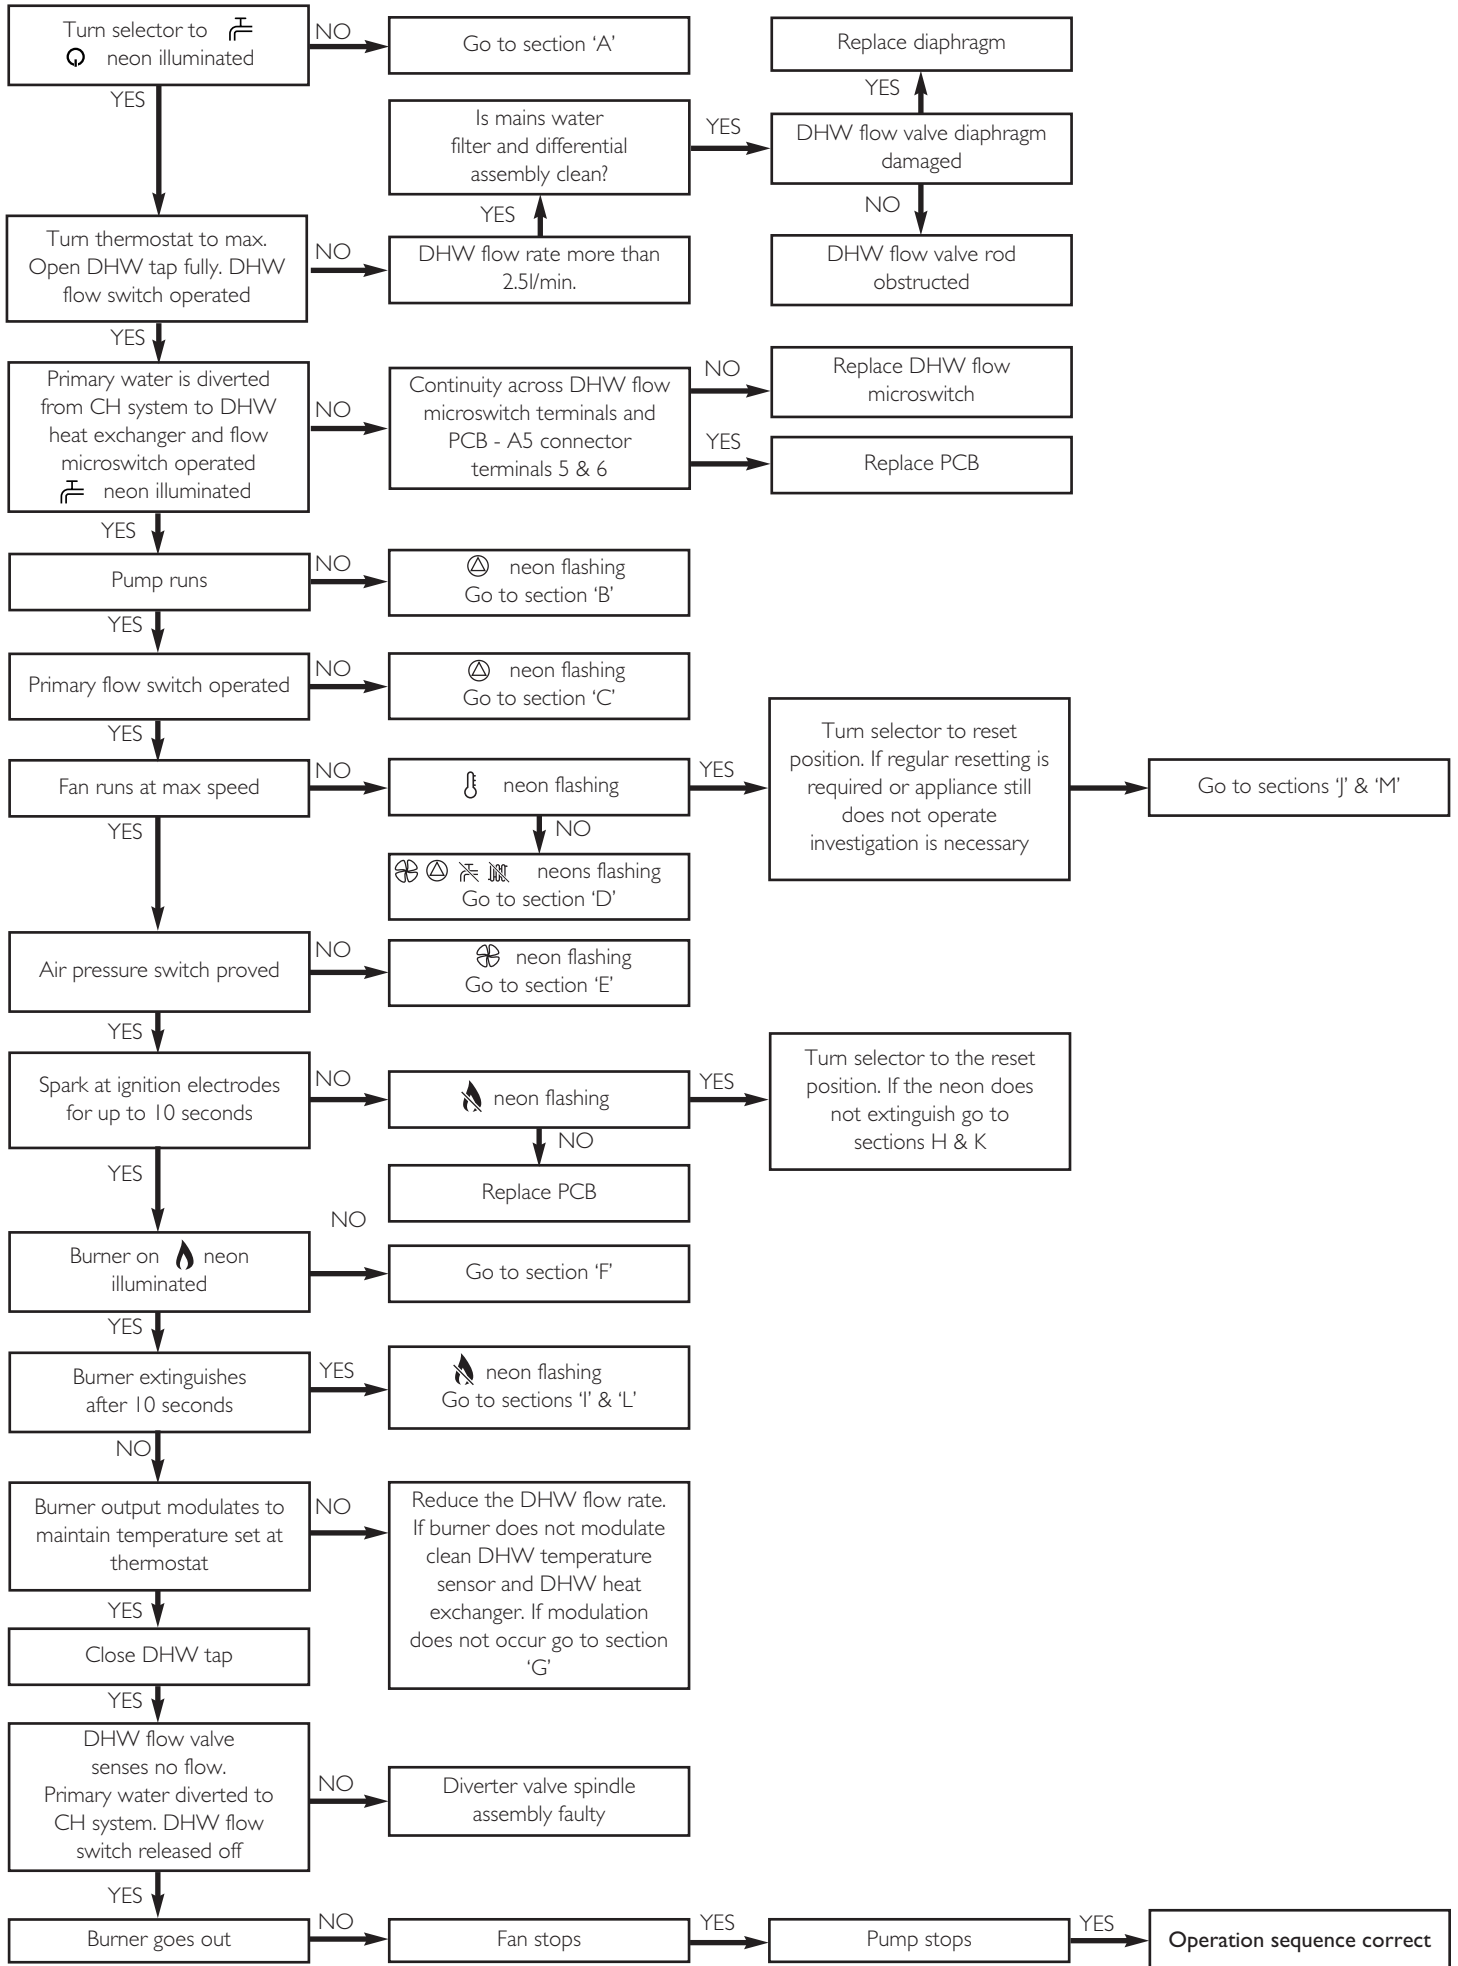 Turn selector to
neon illuminated
NO
Go to section ‘A’
Replace diaphragm
YES
YES
Is mains water
filter and differential
assembly clean?
YES
DHW flow valve diaphragm
damaged
YES
NO
Turn thermostat to max.
Open DHW tap fully. DHW
flow switch operated
NO
DHW flow rate more than
2.5l/min.
DHW flow valve rod
obstructed
YES
Primary water is diverted
from CH system to DHW
heat exchanger and flow
microswitch operated
neon illuminated
NO
Continuity across DHW flow
microswitch terminals and
PCB - A5 connector
terminals 5 & 6
NO
Replace DHW flow
microswitch
YES
Replace PCB
YES
Pump runs
NO
neon flashing
Go to section ‘B’
YES
Primary flow switch operated
NO
neon flashing
Go to section ‘C’
YES
Fan runs at max speed
NO
neon flashing
YES
Turn selector to reset
position. If regular resetting is
required or appliance still
does not operate
investigation is necessary
Go to sections ‘J’ & ‘M’
YES
NO
neons flashing
Go to section ‘D’
Air pressure switch proved
NO
neon flashing
Go to section ‘E’
YES
Spark at ignition electrodes
for up to 10 seconds
NO
neon flashing
YES
Turn selector to the reset
position. If the neon does
not extinguish go to
sections H & K
YES
NO
Replace PCB
NO
Burner on neon
illuminated
Go to section ‘F’
YES
Burner extinguishes
after 10 seconds
YES
neon flashing
Go to sections ‘I’ & ‘L’
NO
Burner output modulates to
maintain temperature set at
thermostat
NO
Reduce the DHW flow rate.
If burner does not modulate
clean DHW temperature
sensor and DHW heat
exchanger. If modulation
does not occur go to section
‘G’
YES
Close DHW tap
YES
DHW flow valve
senses no flow.
Primary water diverted to
CH system. DHW flow
switch released off
NO
Diverter valve spindle
assembly faulty
YES
Burner goes out
NO
Fan stops
YES
Pump stops
YES
Operation sequence correct